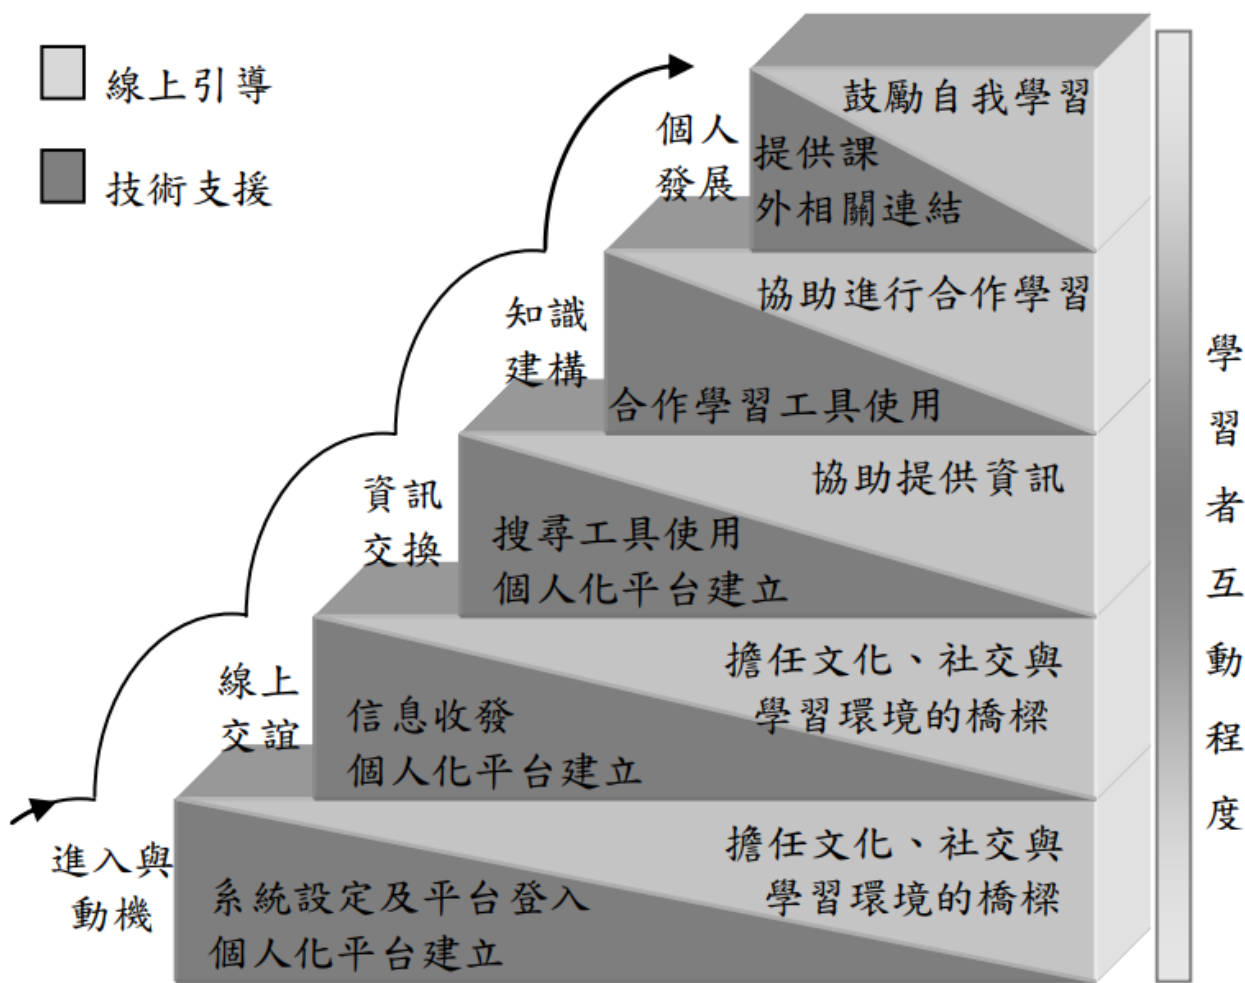 線上引導
技術支援
個人
發展
鼓勵自我學習
提供課
外相關連結
知識
建構
協助進行合作學習
合作學習工具使用
資訊
交換
協助提供資訊
搜尋工具使用
個人化平台建立
線上
交誼
擔任文化、社交與
學習環境的橋樑
信息收發
個人化平台建立
進入與
動機
擔任文化、社交與
學習環境的橋樑
系統設定及平台登入
個人化平台建立
學習者互動程度